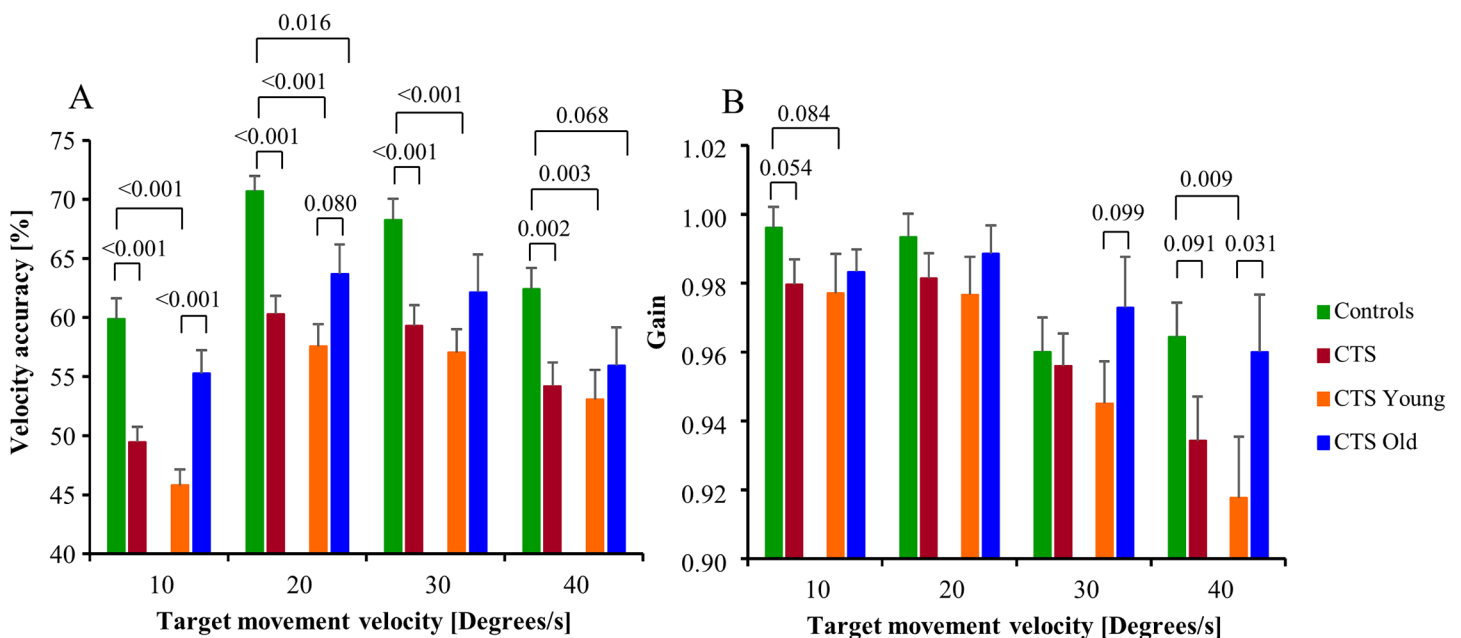 A
0.016
<0.001
<0.001
<0.001
<0.001
<0.001
0.080
<0.001
<0.001
0.068
0.003
0.002
<0.001
Velocity accuracy [%]
75
70
65
60
55
50
45
40
10 20 30 40
Target movement velocity [Degrees/s]
B
0.084
0.054
0.099
0.009
0.091 0.031
Gain
1.02
1.00
0.98
0.96
0.94
0.92
0.90
10 20 30 40
Target movement velocity [Degrees/s]
Controls
CTS
CTS Young
CTS Old